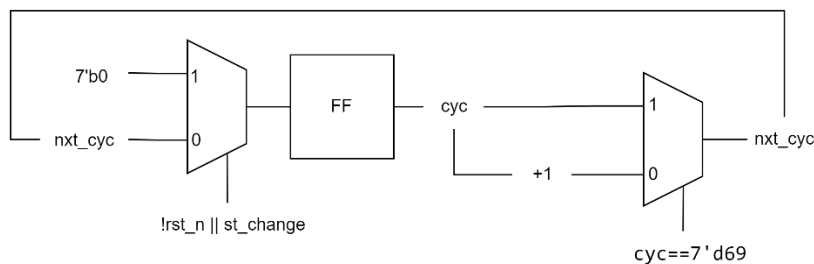 7'b0
1
FF
cyc
1
nxt_cyc
0
nxt_cyc
+1
0
!rst_n || st_change
cyc==7'd69